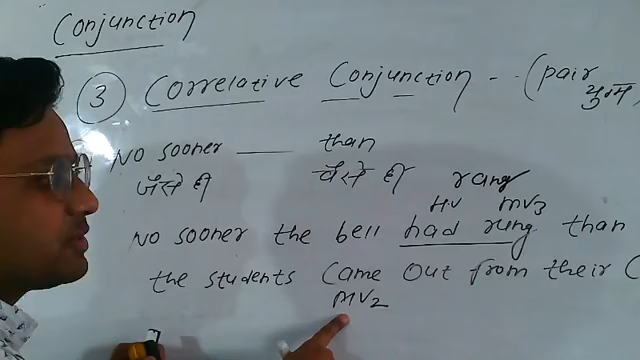 Conjunction
3 Correlative Conjunction - (pair
युग्म
No sooner —— than
जैसे ही वैसे ही rang
HV MV3
No sooner the bell had rung than
the students came out from their (
MV2